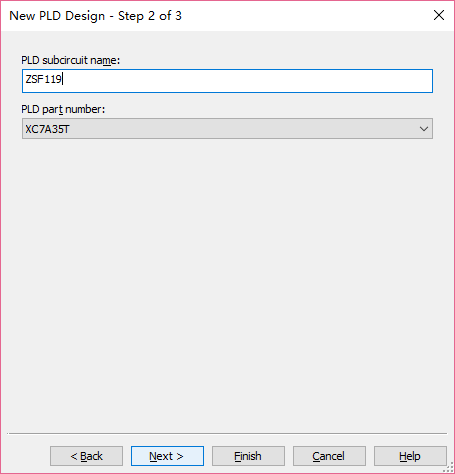 New PLD Design - Step 2 of 3
PLD subcircuit name:
ZSF119
PLD part number:
XC7A35T
< Back Next > Finish Cancel Help